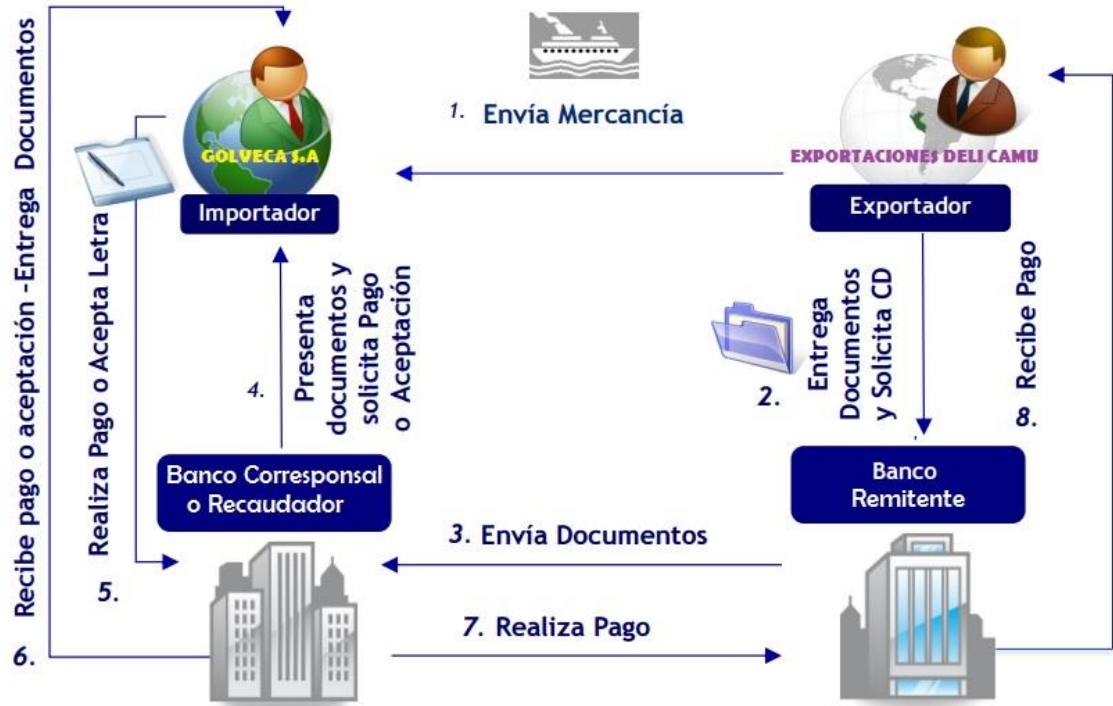 1. Envía Mercancía
GOLVECA S.A
Importador
EXPORTACIONES DELI CAMU
Exportador
2.
Entrega
Documentos
y Solicita CD
Banco
Remitente
3. Envía Documentos
Banco Corresponsal
o Recaudador
4.
Presenta
documentos y
solicita Pago
o Aceptación
5. Realiza Pago o Acepta Letra
6. Recibe pago o aceptación -Entrega Documentos
7. Realiza Pago
8. Recibe Pago